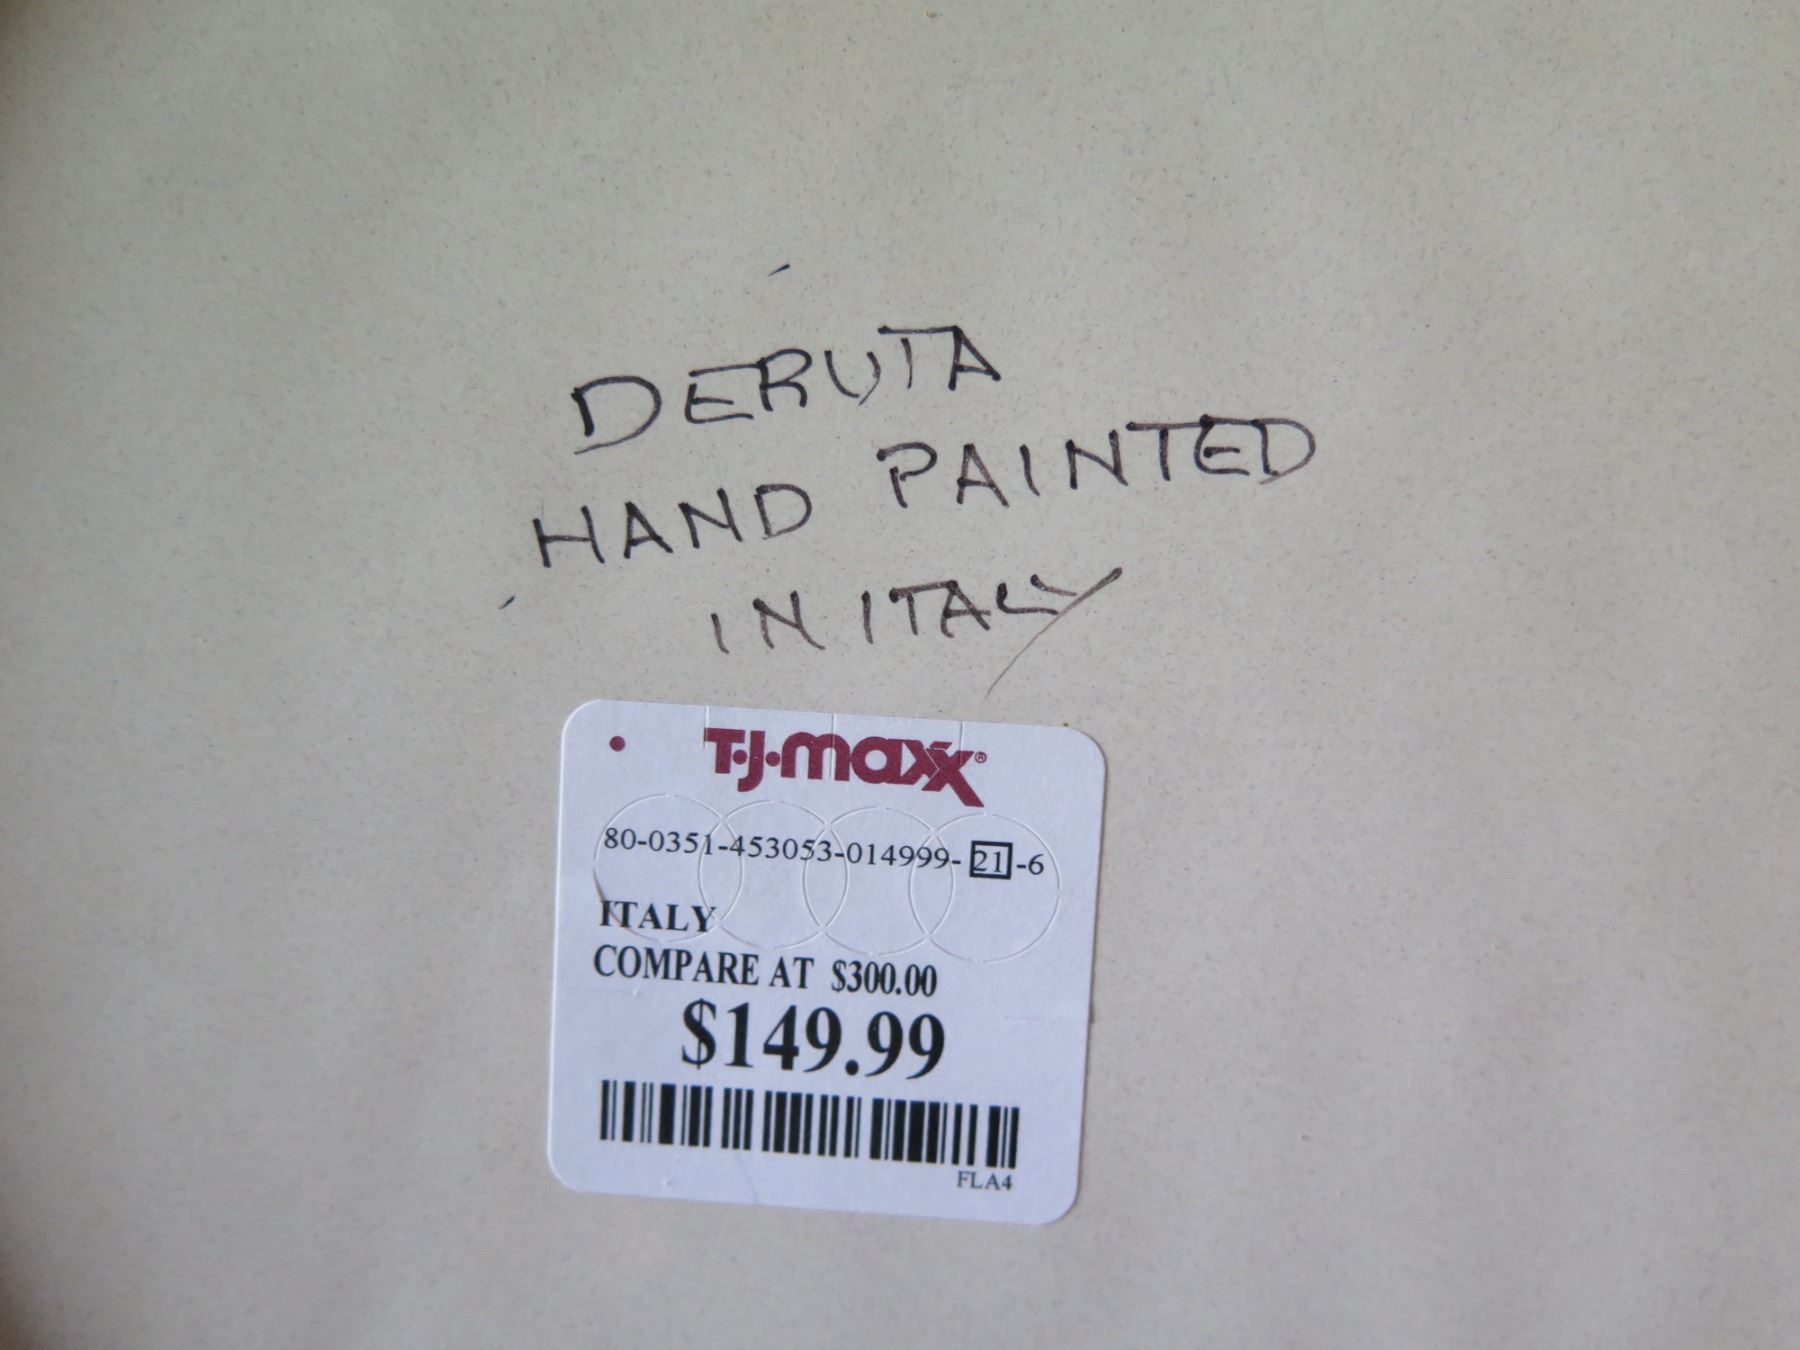 DERUTA
HAND PAINTED
IN ITALY
T•J•maxx®
80-0351-453053-014999-21-6
ITALY
COMPARE AT $300.00
$149.99
FLA4